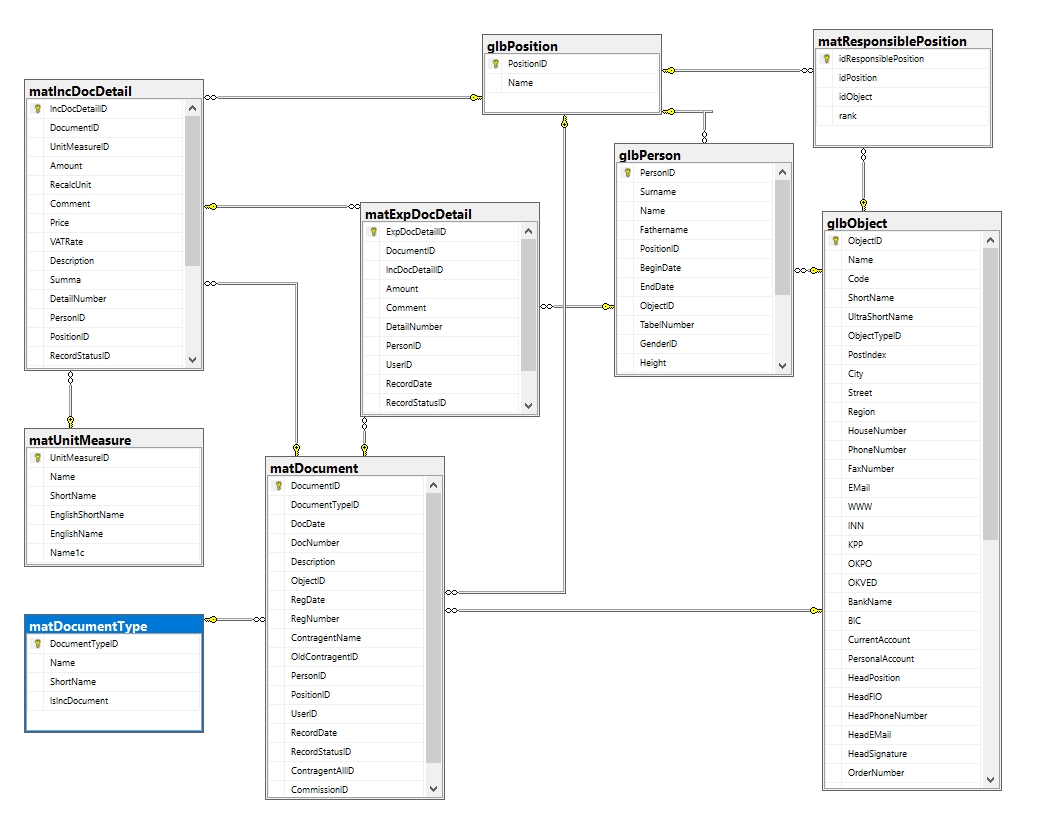 glbPosition
PositionID
Name
matResponsiblePosition
idResponsiblePosition
idPosition
idObject
rank
matIncDocDetail
IncDocDetailID
DocumentID
UnitMeasureID
Amount
RecalcUnit
Comment
Price
VATRate
Description
Summa
DetailNumber
PersonID
PositionID
RecordStatusID
glbPerson
PersonID
Surname
Name
Fathername
PositionID
BeginDate
EndDate
ObjectID
TabelNumber
GenderID
Height
matExpDocDetail
ExpDocDetailID
DocumentID
IncDocDetailID
Amount
Comment
DetailNumber
PersonID
UserID
RecordDate
RecordStatusID
glbObject
ObjectID
Name
Code
ShortName
UltraShortName
ObjectTypeID
PostIndex
City
Street
Region
HouseNumber
PhoneNumber
FaxNumber
EMail
WWW
INN
KPP
OKPO
OKVED
BankName
BIC
CurrentAccount
PersonalAccount
HeadPosition
HeadFIO
HeadPhoneNumber
HeadEMail
HeadSignature
OrderNumber
matUnitMeasure
UnitMeasureID
Name
ShortName
EnglishShortName
EnglishName
Name1c
matDocument
DocumentID
DocumentTypeID
DocDate
DocNumber
Description
ObjectID
RegDate
RegNumber
ContragentName
OldContragentID
PersonID
PositionID
UserID
RecordDate
RecordStatusID
ContragentAllID
CommissionID
matDocumentType
DocumentTypeID
Name
ShortName
IsIncDocument